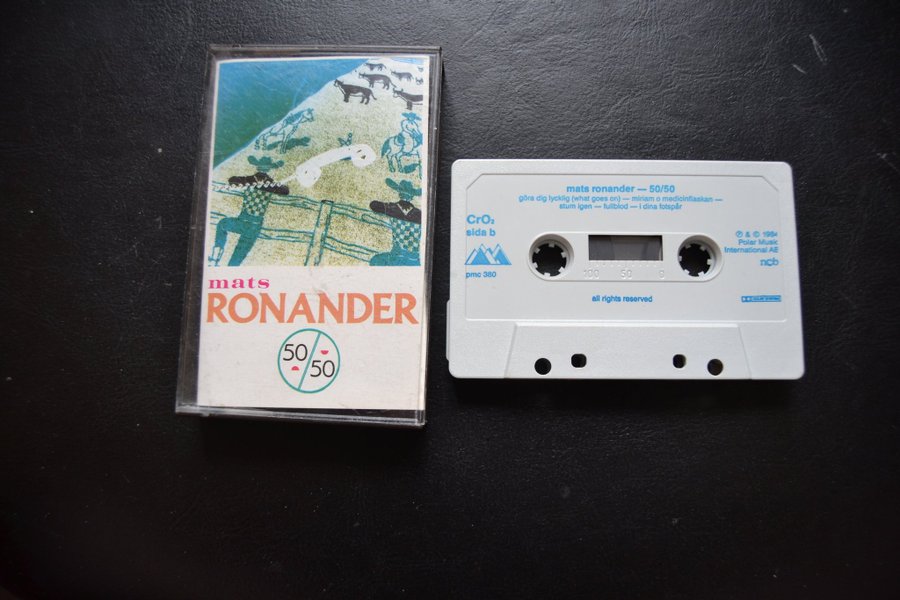 mats
RONANDER
50
50
mats ronander — 50/50
göra dig lycklig (what goes on) — miriam o medicinflaskan —
stum igen — fullblod — i dina fotspår
CrO₂
sida b
pmc 380
100 50 0
℗ & © 1984
Polar Music
International AB
ncb
all rights reserved